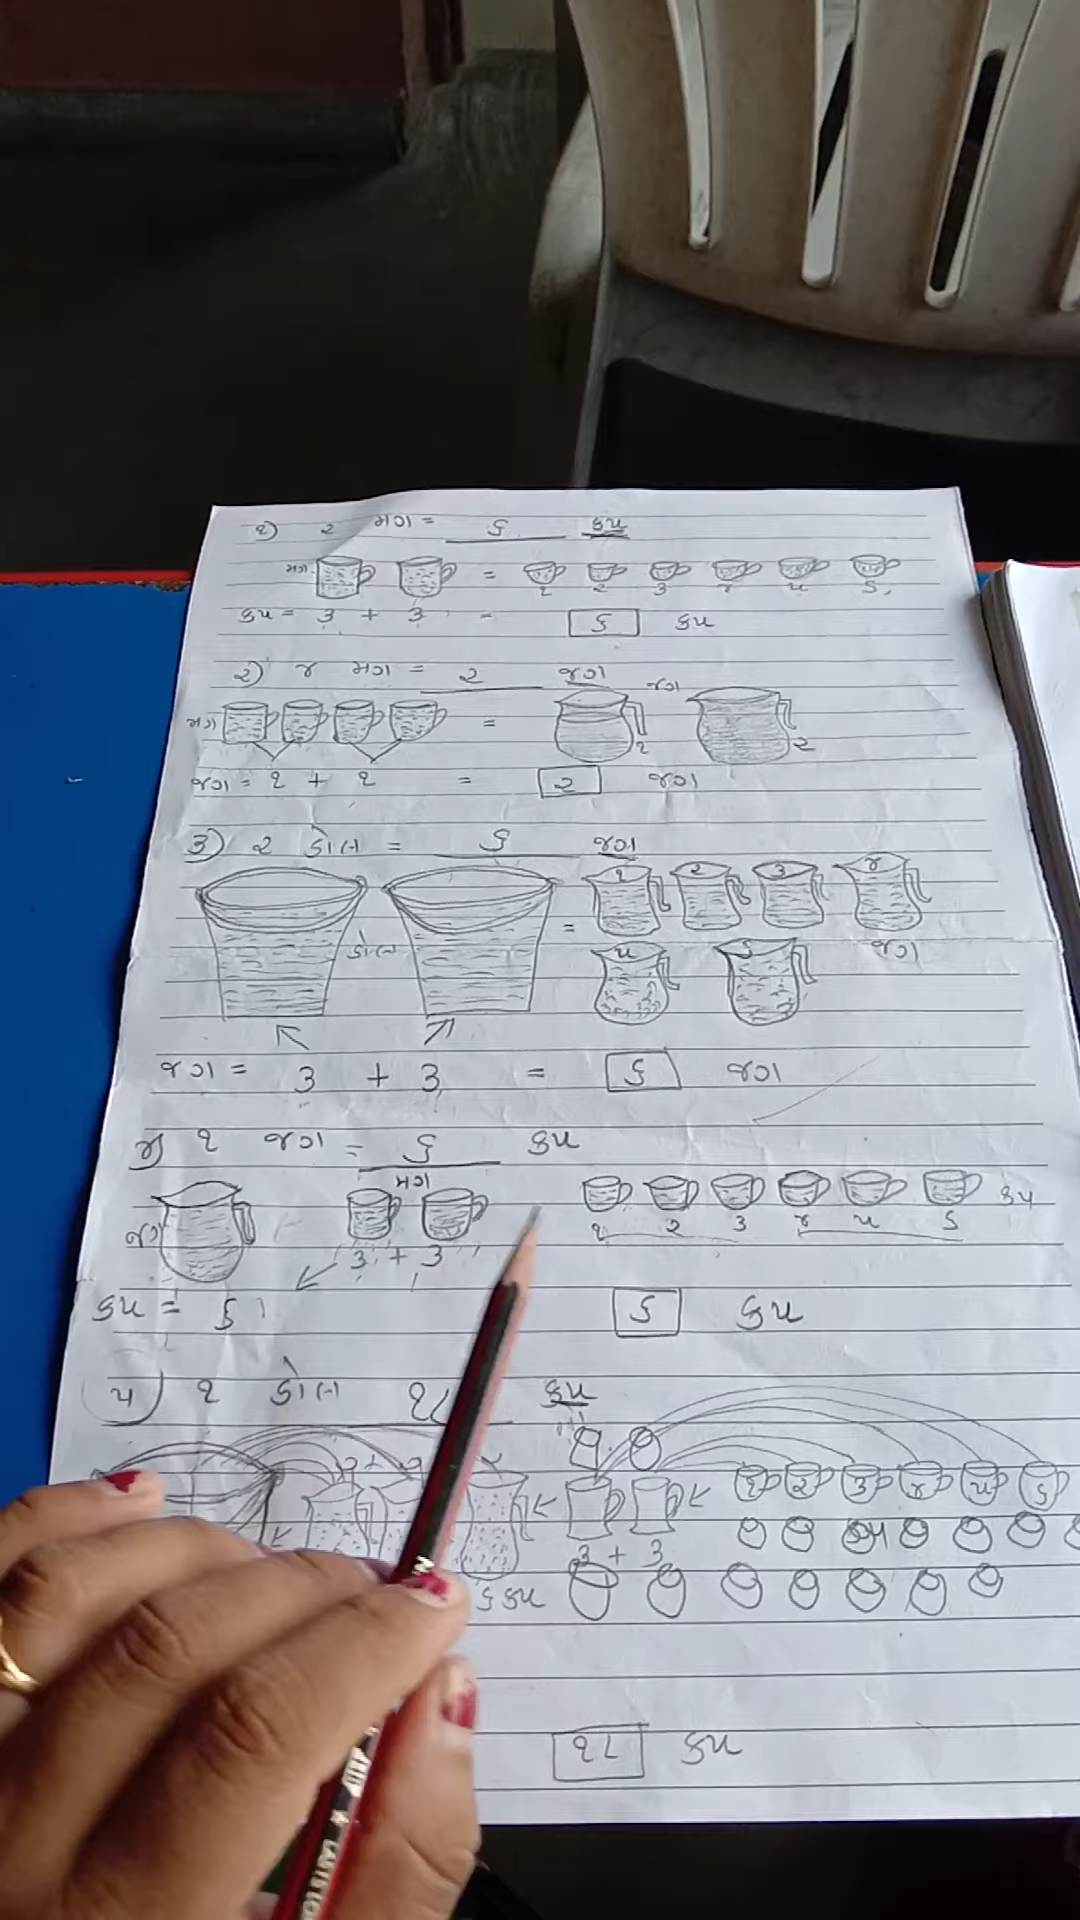 ૧) ૨ મગ = ૬ કપ
મગ = ૧ ૨ ૩ ૪ ૫ ૬
કપ = ૩ + ૩ = ૬ કપ
૨) ૪ મગ = ૨ જગ
મગ = ૧ જગ ૨
જગ = ૧ + ૧ = ૨ જગ
૩) ૨ ડોલ = ૬ જગ
૧ ૨ ૩ ૪
ડોલ = જગ
૫ ૬
જગ = ૩ + ૩ = ૬ જગ
૪) ૧ જગ = ૬ કપ
મગ
જગ ૧ ૨ ૩ ૪ ૫ ૬ કપ
૩ + ૩
કપ = ૬ ૬ કપ
૫) ૧ ડોલ ૧૮ કપ
૧ ૨ ૩ ૪ ૫ ૬
૩ + ૩
૬ કપ
૧૮ કપ